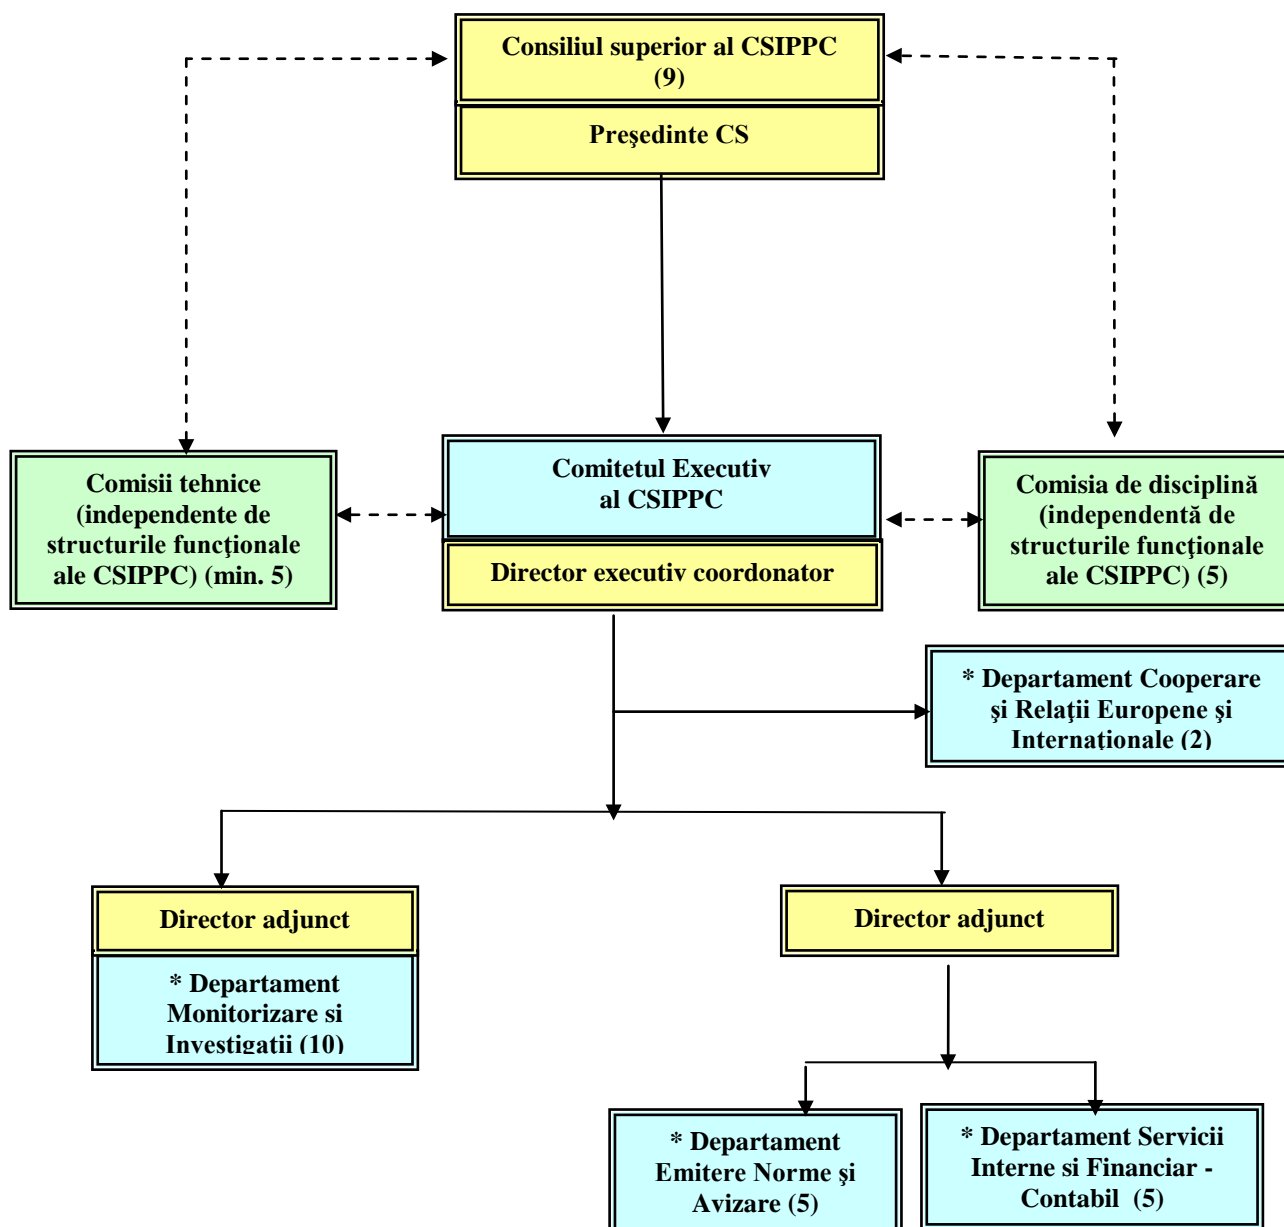 Consiliul superior al CSIPPC
(9)
Preşedinte CS
Comisii tehnice
(independente de
structurile funcţionale
ale CSIPPC) (min. 5)
Comitetul Executiv
al CSIPPC
Director executiv coordonator
Comisia de disciplină
(independentă de
structurile funcţionale
ale CSIPPC) (5)
* Departament Cooperare
şi Relaţii Europene şi
Internaţionale (2)
Director adjunct
* Departament
Monitorizare si
Investigatii (10)
Director adjunct
* Departament
Emitere Norme şi
Avizare (5)
* Departament Servicii
Interne si Financiar -
Contabil (5)